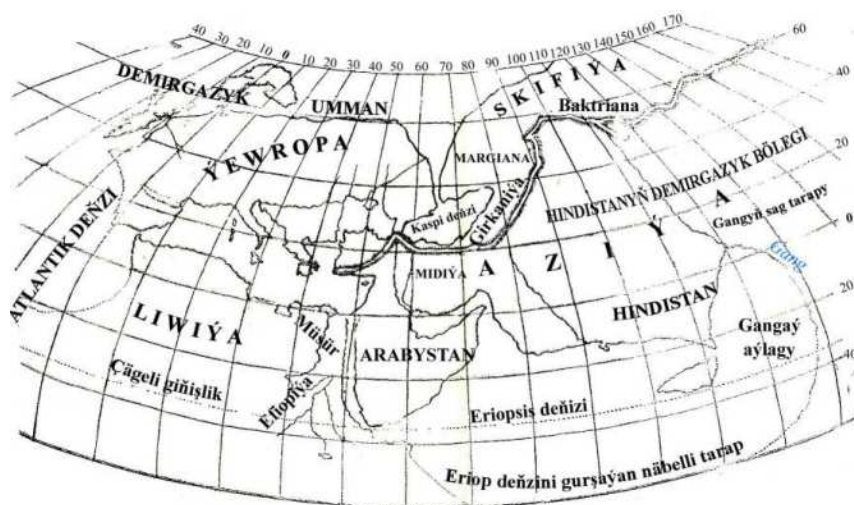 40 30 20 10 0 10 20 30 40 50 60 70 80 90 100 110 120 130 140 150 160 170
60
40
20
0
20
40
DEMIRGAZYK UMMAN
SKIFIÝA
Baktriana
ÝEWROPA
MARGIANA
Kaspi deňzi
Girkaniýa
HINDISTANYŇ DEMIRGAZYK BÖLEGI
Gangyň sag tarapy
Gang
ATLANTIK DEŇZI
MIDIÝA
AZIÝA
HINDISTAN
LIWIÝA
Müsür
ARABYSTAN
Gangaý
aýlagy
Çägeli giňişlik
Efiopiýa
Eriopsis deňizi
Eriop deňzini gurşaýan näbelli tarap